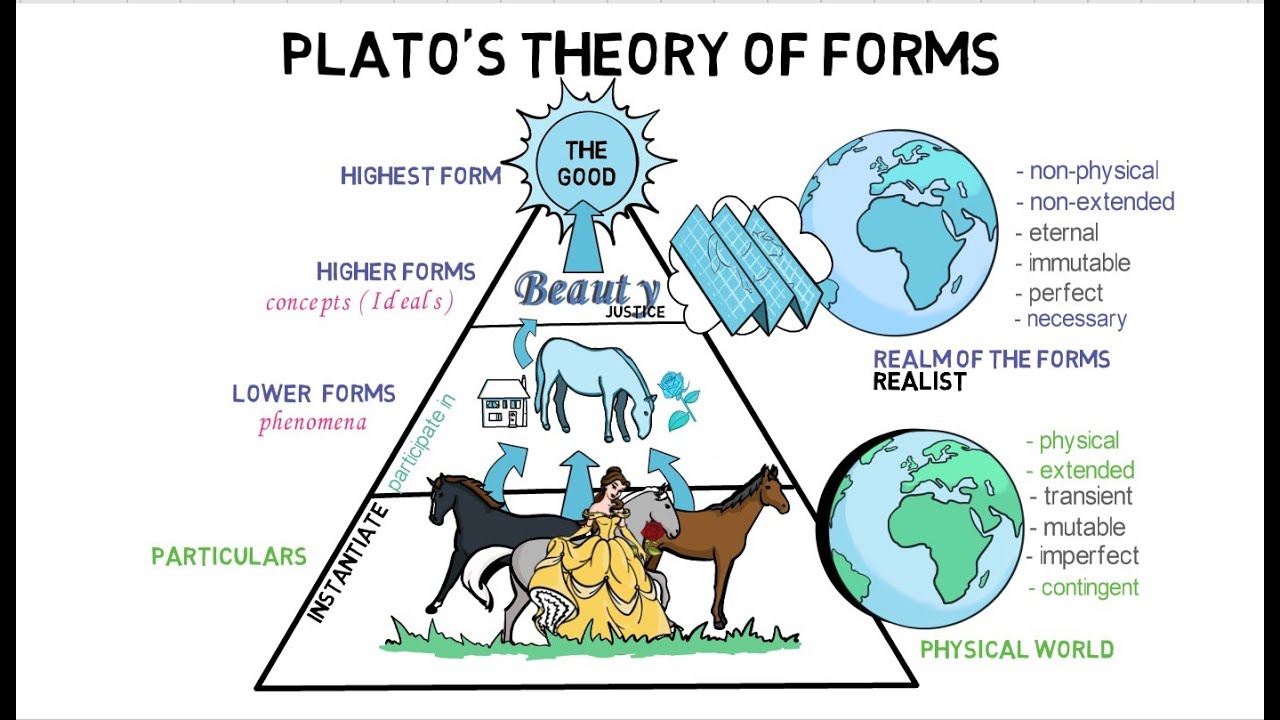 PLATO'S THEORY OF FORMS
THE
GOOD
HIGHEST FORM
HIGHER FORMS
concepts (Ideals)
Beauty
JUSTICE
LOWER FORMS
phenomena
participate in
INSTANTIATE
PARTICULARS
- non-physical
- non-extended
- eternal
- immutable
- perfect
- necessary
REALM OF THE FORMS
REALIST
- physical
- extended
- transient
- mutable
- imperfect
- contingent
PHYSICAL WORLD